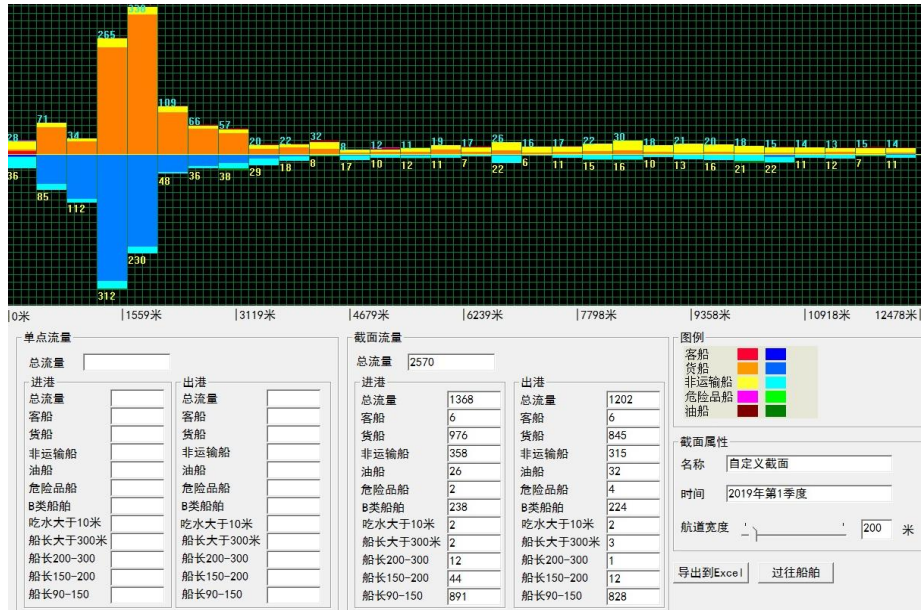 28 71 34 265 338 109 66 57 20 22 32 8 12 11 19 17 26 16 17 22 30 18 21 20 18 15 14 13 15 14
36 85 112 312 230 48 36 38 29 18 8 17 10 12 11 7 22 6 11 15 16 10 13 16 21 22 11 12 7 11
0米 1559米 3119米 4679米 6239米 7798米 9358米 10918米 12478米
单点流量
总流量
进港
总流量
客船
货船
非运输船
油船
危险品船
B类船舶
吃水大于10米
船长大于300米
船长200-300
船长150-200
船长90-150
出港
总流量
客船
货船
非运输船
油船
危险品船
B类船舶
吃水大于10米
船长大于300米
船长200-300
船长150-200
船长90-150
截面流量
总流量 2570
进港
总流量 1368
客船 6
货船 976
非运输船 358
油船 26
危险品船 2
B类船舶 238
吃水大于10米 2
船长大于300米 2
船长200-300 12
船长150-200 44
船长90-150 891
出港
总流量 1202
客船 6
货船 845
非运输船 315
油船 32
危险品船 4
B类船舶 224
吃水大于10米 2
船长大于300米 3
船长200-300 1
船长150-200 12
船长90-150 828
图例
客船
货船
非运输船
危险品船
油船
截面属性
名称 自定义截面
时间 2019年第1季度
航道宽度 200 米
导出到Excel 过往船舶